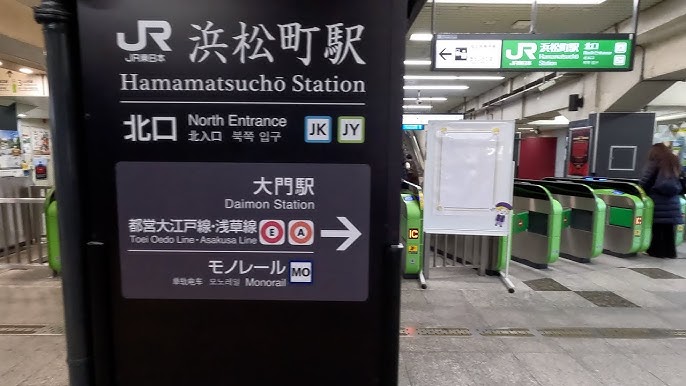 JR
JR東日本
浜松町駅
Hamamatsuchō Station
北口
North Entrance
北入口 북쪽 입구
JK JY
大門駅
Daimon Station
都営大江戸線・浅草線 E A
Toei Oedo Line・Asakusa Line
モノレール MO
单轨电车 모노레일 Monorail
JR 浜松町駅 北口
Hamamatsuchō Station